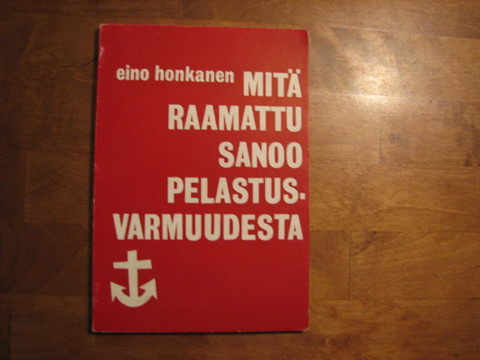 eino honkanen MITÄ
RAAMATTU
SANOO
PELASTUS-
VARMUUDESTA